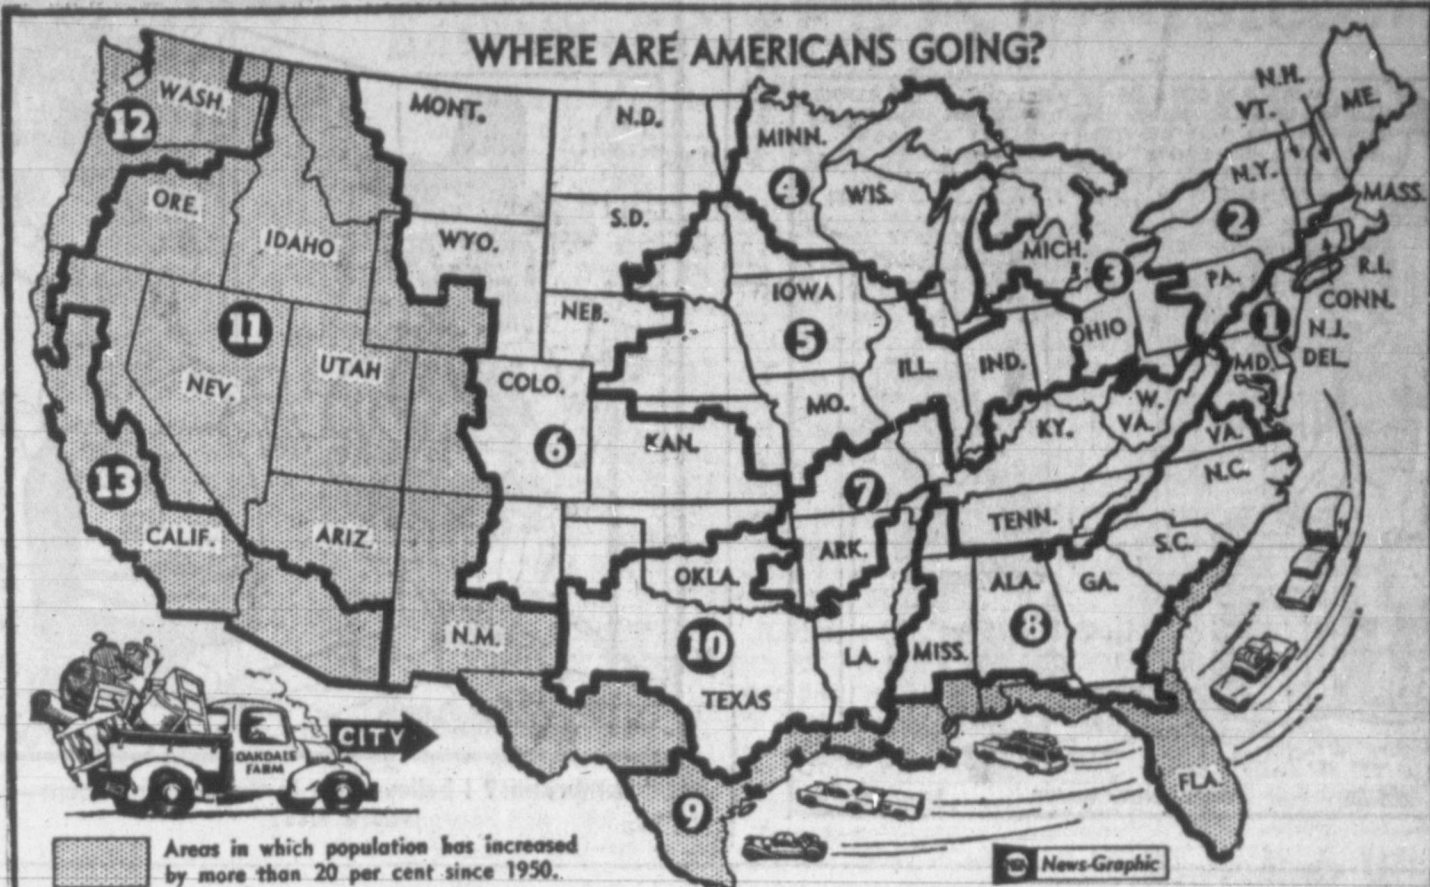 WHERE ARE AMERICANS GOING?
WASH.
12
MONT.
N.D.
MINN.
4
WIS.
N.H.
VT.
ME.
N.Y.
2
MASS.
ORE.
IDAHO
WYO.
S.D.
MICH.
3
PA.
R.I.
CONN.
11
NEV.
UTAH
NEB.
IOWA
5
ILL.
IND.
OHIO
1
N.J.
DEL.
MD.
COLO.
6
KAN.
MO.
KY.
W.
VA.
VA.
N.C.
13
CALIF.
ARIZ.
N.M.
OKLA.
ARK.
7
TENN.
S.C.
10
TEXAS
LA.
MISS.
ALA.
8
GA.
FLA.
9
OAKDALE
FARM
CITY
Areas in which population has increased
by more than 20 per cent since 1950.
News-Graphic